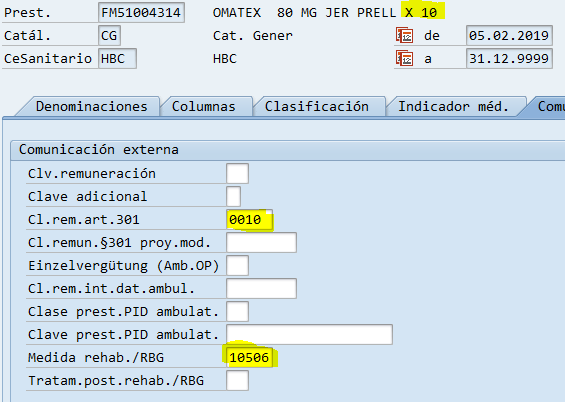 Prest. FM51004314 OMATEX 80 MG JER PRELL X 10
Catál. CG Cat. Gener de 05.02.2019
CeSanitario HBC HBC a 31.12.9999
Denominaciones Columnas Clasificación Indicador méd. Comu
Comunicación externa
Clv.remuneración
Clave adicional
Cl.rem.art.301 0010
Cl.remun.§301 proy.mod.
Einzelvergütung (Amb.OP)
Cl.rem.int.dat.ambul.
Clase prest.PID ambulat.
Clave prest.PID ambulat.
Medida rehab./RBG 10506
Tratam.post.rehab./RBG